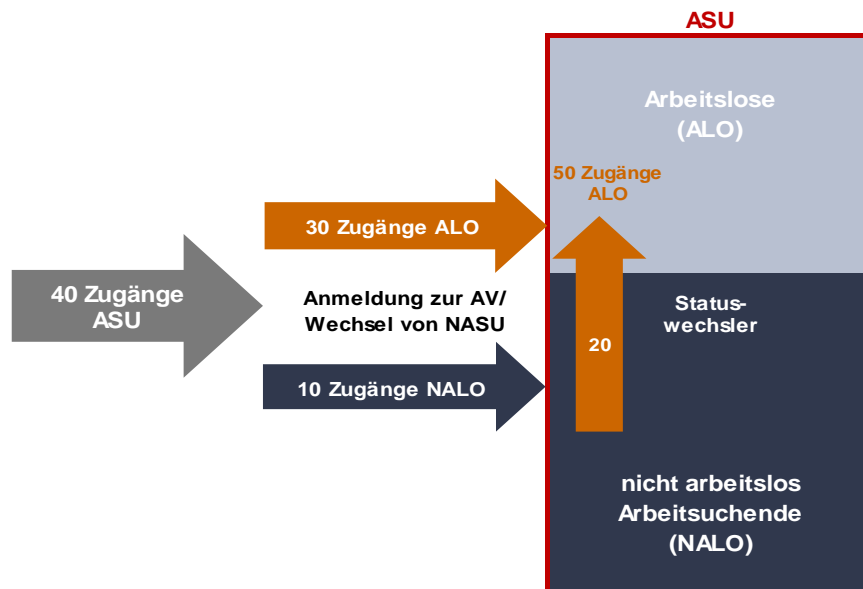 ASU
Arbeitslose
(ALO)
50 Zugänge
ALO
30 Zugänge ALO
40 Zugänge
ASU
Anmeldung zur AV/
Wechsel von NASU
Status-
wechsler
20
10 Zugänge NALO
nicht arbeitslos
Arbeitsuchende
(NALO)